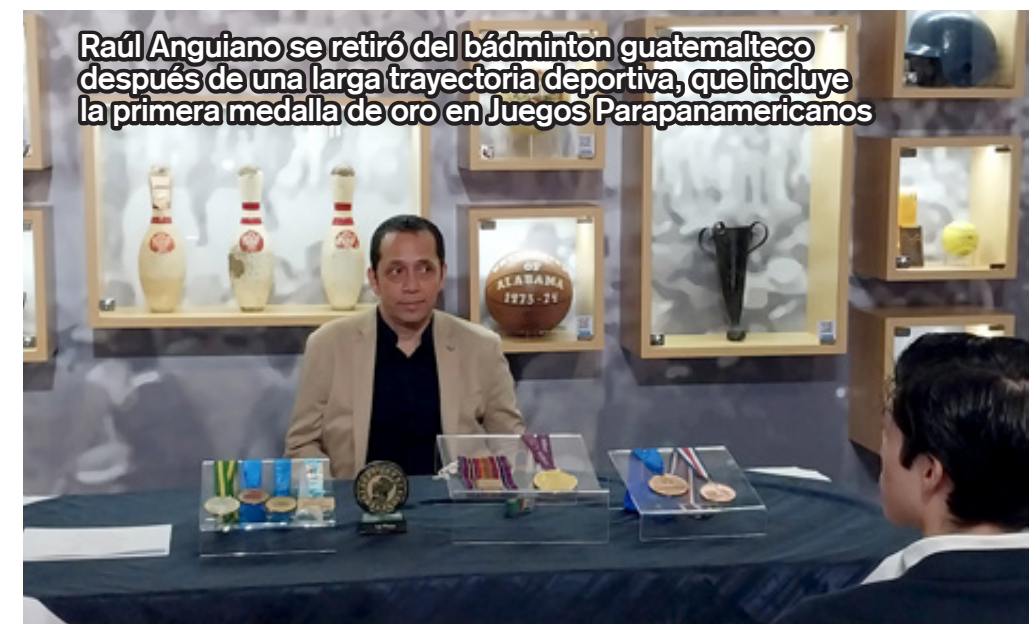 Raúl Anguiano se retiró del bádminton guatemalteco
después de una larga trayectoria deportiva, que incluye
la primera medalla de oro en Juegos Parapanamericanos
ALABAMA
1973-74